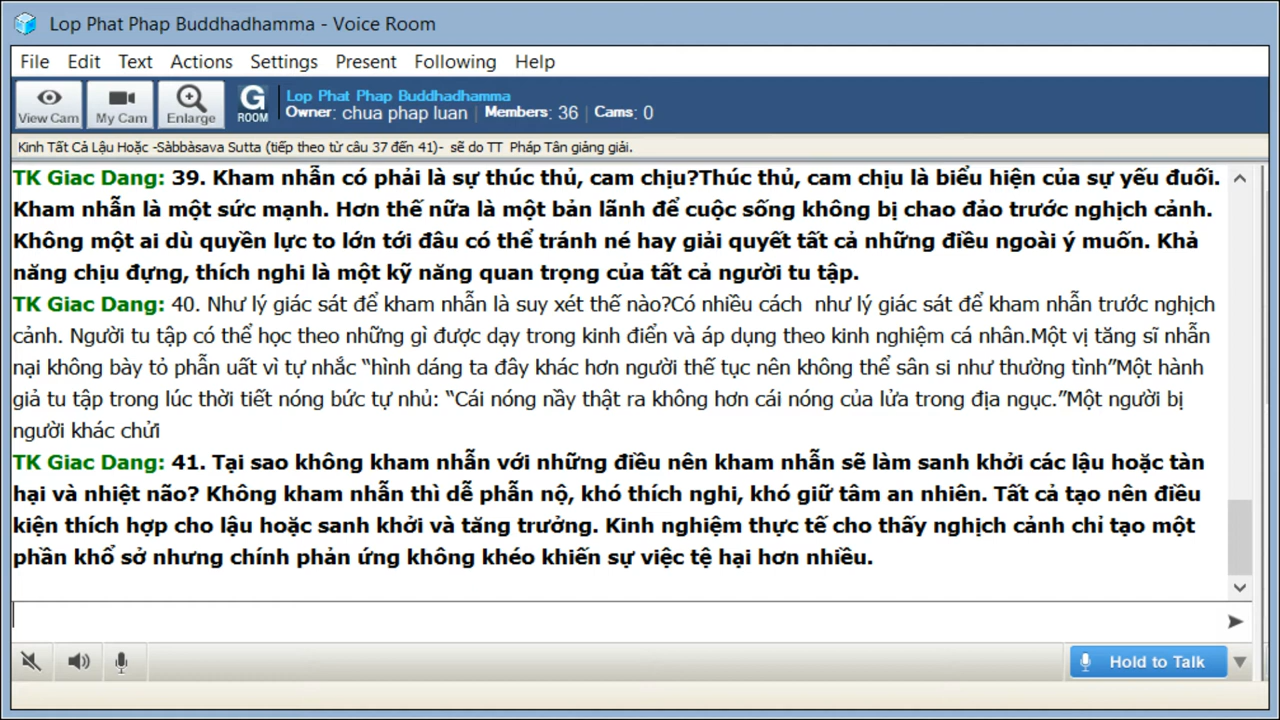 Lop Phat Phap Buddhadhamma - Voice Room
File Edit Text Actions Settings Present Following Help
View Cam My Cam Enlarge G ROOM
Lop Phat Phap Buddhadhamma
Owner: chua phap luan | Members: 36 | Cams: 0
Kinh Tất Cả Lậu Hoặc -Sàbbàsava Sutta (tiếp theo từ câu 37 đến 41)- sẽ do TT Pháp Tân giảng giải.
TK Giac Dang: 39. Kham nhẫn có phải là sự thúc thủ, cam chịu?Thúc thủ, cam chịu là biểu hiện của sự yếu đuối.
Kham nhẫn là một sức mạnh. Hơn thế nữa là một bản lãnh để cuộc sống không bị chao đảo trước nghịch cảnh.
Không một ai dù quyền lực to lớn tới đâu có thể tránh né hay giải quyết tất cả những điều ngoài ý muốn. Khả
năng chịu đựng, thích nghi là một kỹ năng quan trọng của tất cả người tu tập.
TK Giac Dang: 40. Như lý giác sát để kham nhẫn là suy xét thế nào?Có nhiều cách như lý giác sát để kham nhẫn trước nghịch
cảnh. Người tu tập có thể học theo những gì được dạy trong kinh điển và áp dụng theo kinh nghiệm cá nhân.Một vị tăng sĩ nhẫn
nại không bày tỏ phẫn uất vì tự nhắc “hình dáng ta đây khác hơn người thế tục nên không thể sân si như thường tình”Một hành
giả tu tập trong lúc thời tiết nóng bức tự nhủ: “Cái nóng nầy thật ra không hơn cái nóng của lửa trong địa ngục.”Một người bị
người khác chửi
TK Giac Dang: 41. Tại sao không kham nhẫn với những điều nên kham nhẫn sẽ làm sanh khởi các lậu hoặc tàn
hại và nhiệt não? Không kham nhẫn thì dễ phẫn nộ, khó thích nghi, khó giữ tâm an nhiên. Tất cả tạo nên điều
kiện thích hợp cho lậu hoặc sanh khởi và tăng trưởng. Kinh nghiệm thực tế cho thấy nghịch cảnh chỉ tạo một
phần khổ sở nhưng chính phản ứng không khéo khiến sự việc tệ hại hơn nhiều.
Hold to Talk